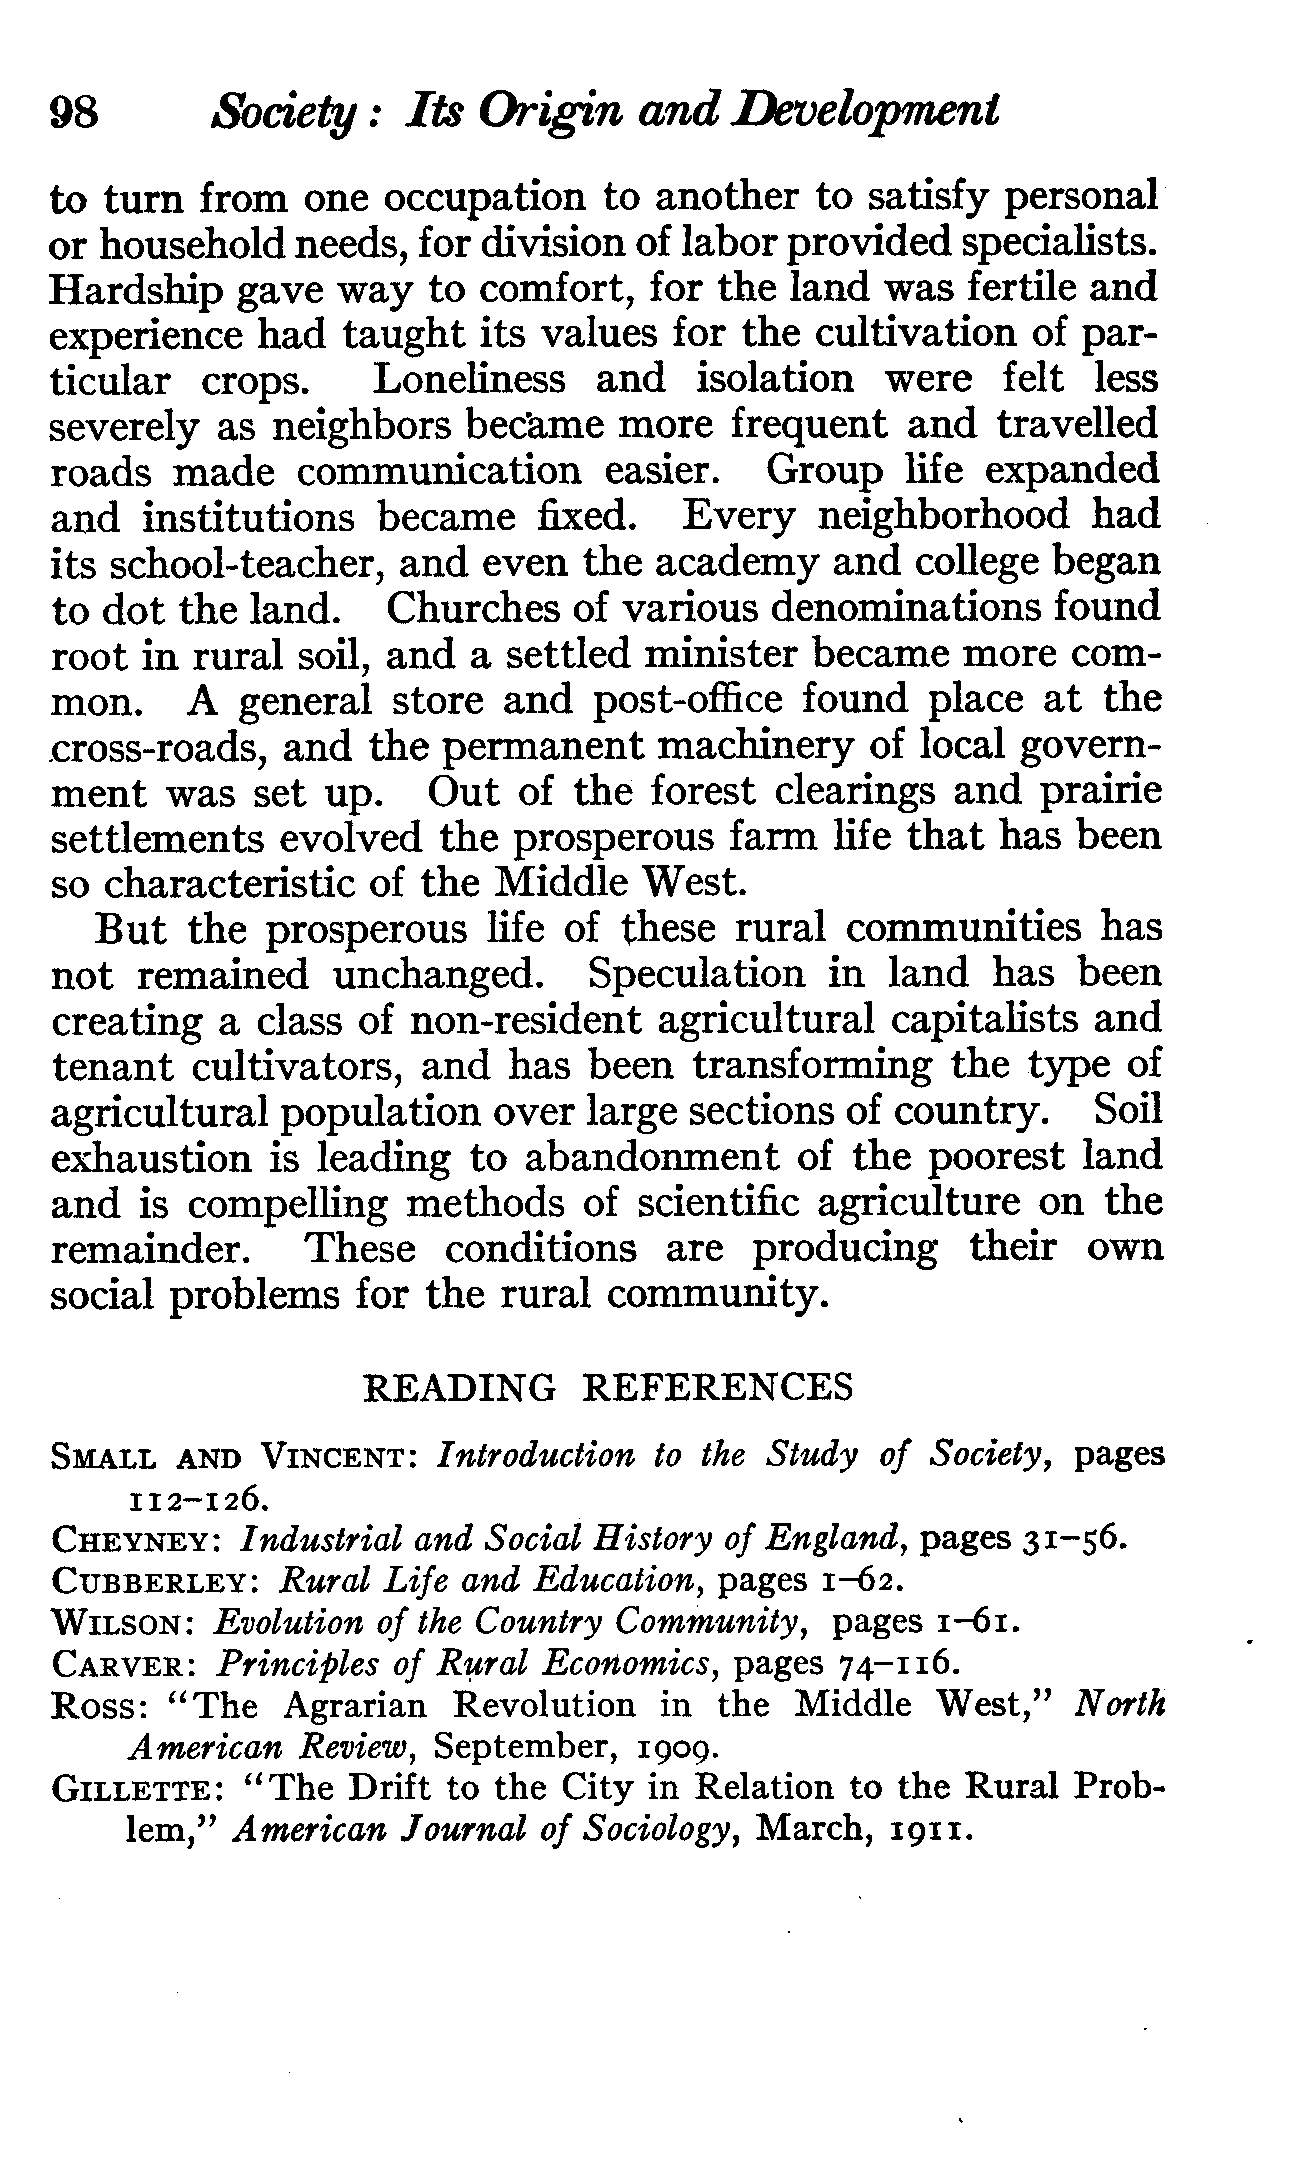 98 Society: Its Origin and Development
to turn from one occupation to another to satisfy personal
or household needs, for division of labor provided specialists.
Hardship gave way to comfort, for the land was fertile and
experience had taught its values for the cultivation of par-
ticular crops. Loneliness and isolation were felt less
severely as neighbors became more frequent and travelled
roads made communication easier. Group life expanded
and institutions became fixed. Every neighborhood had
its school-teacher, and even the academy and college began
to dot the land. Churches of various denominations found
root in rural soil, and a settled minister became more com-
mon. A general store and post-office found place at the
cross-roads, and the permanent machinery of local govern-
ment was set up. Out of the forest clearings and prairie
settlements evolved the prosperous farm life that has been
so characteristic of the Middle West.
But the prosperous life of these rural communities has
not remained unchanged. Speculation in land has been
creating a class of non-resident agricultural capitalists and
tenant cultivators, and has been transforming the type of
agricultural population over large sections of country. Soil
exhaustion is leading to abandonment of the poorest land
and is compelling methods of scientific agriculture on the
remainder. These conditions are producing their own
social problems for the rural community.
READING REFERENCES
SMALL AND VINCENT: Introduction to the Study of Society, pages
112–126.
CHEYNEY: Industrial and Social History of England, pages 31–56.
CUBBERLEY: Rural Life and Education, pages 1–62.
WILSON: Evolution of the Country Community, pages 1–61.
CARVER: Principles of Rural Economics, pages 74–116.
ROSS: "The Agrarian Revolution in the Middle West," North
American Review, September, 1909.
GILLETTE: "The Drift to the City in Relation to the Rural Prob-
lem," American Journal of Sociology, March, 1911.